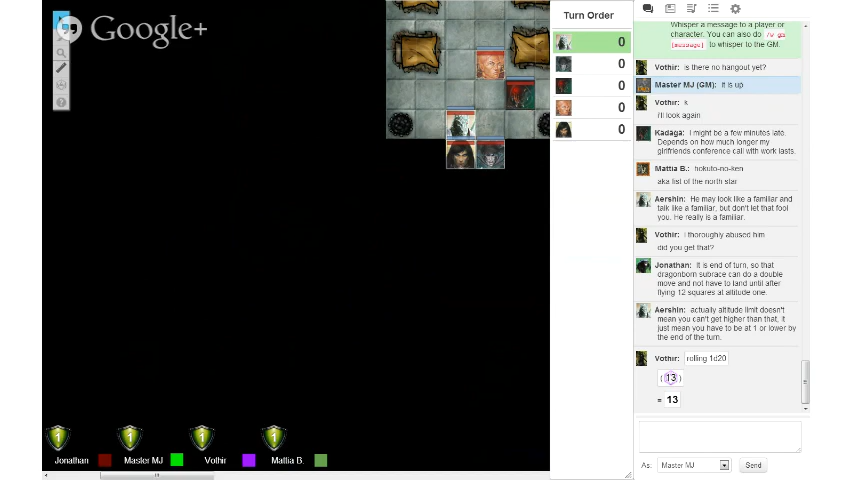 Google+
Turn Order
0
0
0
0
0
Whisper a message to a player or
character. You can also do /w gm
[message] to whisper to the GM.
Vothir: is there no hangout yet?
Master MJ (GM): it is up
Vothir: k
i'll look again
Kadaga: I might be a few minutes late.
Depends on how much longer my
girlfriends conference call with work lasts.
Mattia B.: hokuto-no-ken
aka fist of the north star
Aershin: He may look like a familiar and
talk like a familiar, but don't let that fool
you. He really is a familiar.
Vothir: I thoroughly abused him
did you get that?
Jonathan: It is end of turn, so that
dragonborn subrace can do a double
move and not have to land until after
flying 12 squares at altitude one.
Aershin: actually altitude limit doesn't
mean you can't get higher than that, it
just mean you have to be at 1 or lower by
the end of the turn.
Vothir: rolling 1d20
(13)
= 13
As: Master MJ Send
1 1 1 1
Jonathan Master MJ Vothir Mattia B.